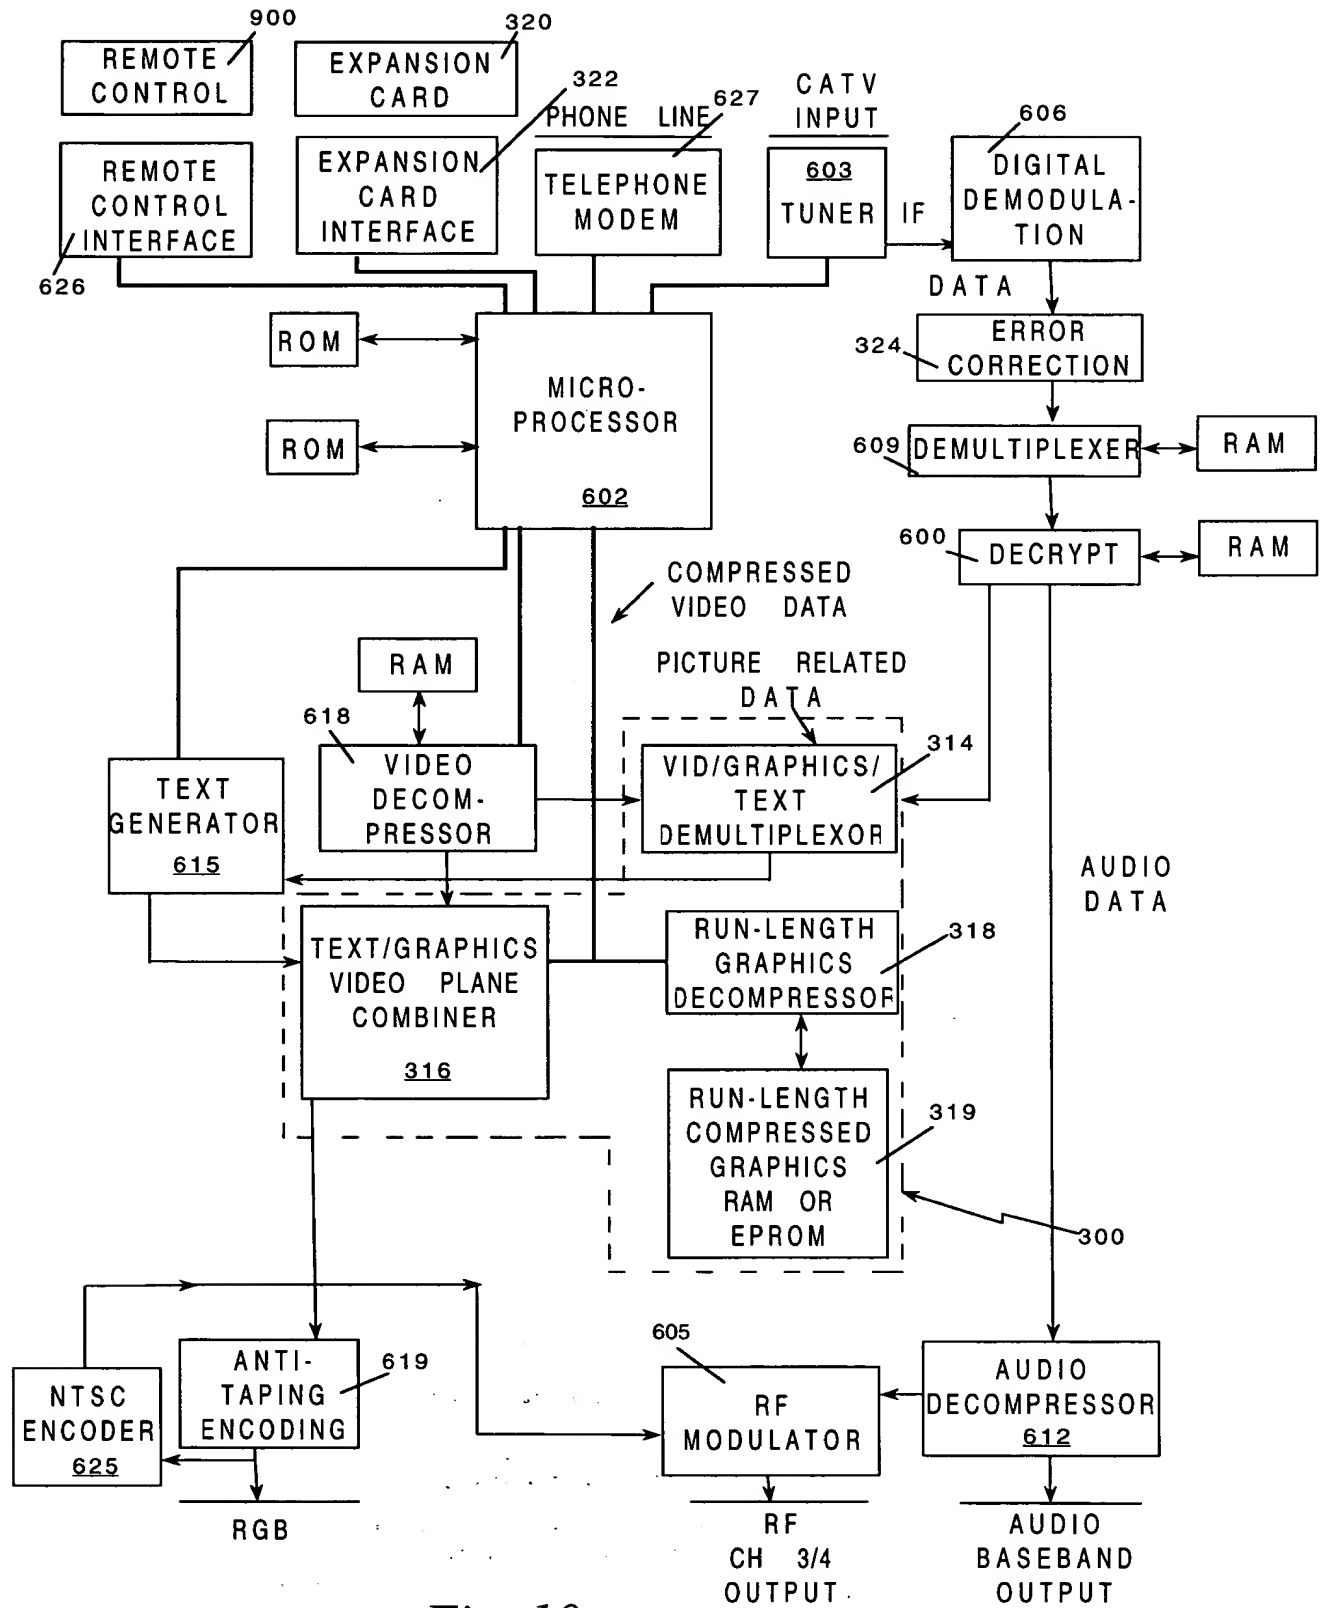 900
320
REMOTE
CONTROL
EXPANSION
CARD
322
PHONE LINE
627
CATV
INPUT
606
REMOTE
CONTROL
INTERFACE
626
EXPANSION
CARD
INTERFACE
TELEPHONE
MODEM
603
TUNER
IF
DIGITAL
DEMODULA-
TION
DATA
ROM
ROM
MICRO-
PROCESSOR
602
324
ERROR
CORRECTION
609
DEMULTIPLEXER
RAM
600
DECRYPT
RAM
COMPRESSED
VIDEO DATA
PICTURE RELATED
DATA
RAM
618
VIDEO
DECOM-
PRESSOR
314
VID/GRAPHICS/
TEXT
DEMULTIPLEXOR
TEXT
GENERATOR
615
AUDIO
DATA
TEXT/GRAPHICS
VIDEO PLANE
COMBINER
316
RUN-LENGTH
GRAPHICS
DECOMPRESSOR
318
RUN-LENGTH
COMPRESSED
GRAPHICS
RAM OR
EPROM
319
300
NTSC
ENCODER
625
ANTI-
TAPING
ENCODING
619
605
RF
MODULATOR
AUDIO
DECOMPRESSOR
612
RGB
RF
CH 3/4
OUTPUT
AUDIO
BASEBAND
OUTPUT